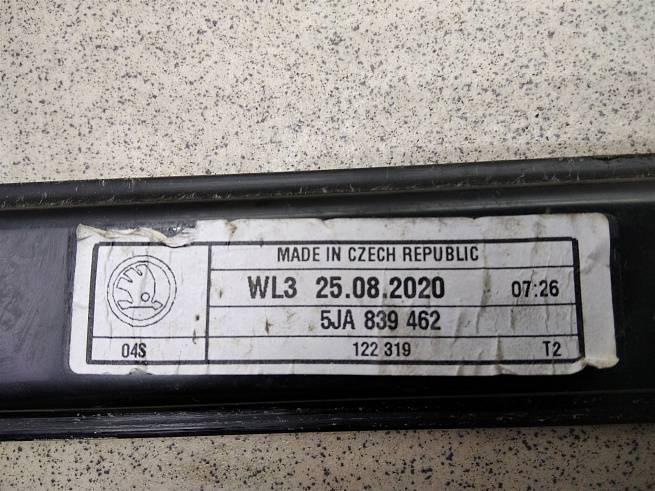 MADE IN CZECH REPUBLIC
WL3 25.08.2020 07:26
5JA 839 462
04S 122 319 T2